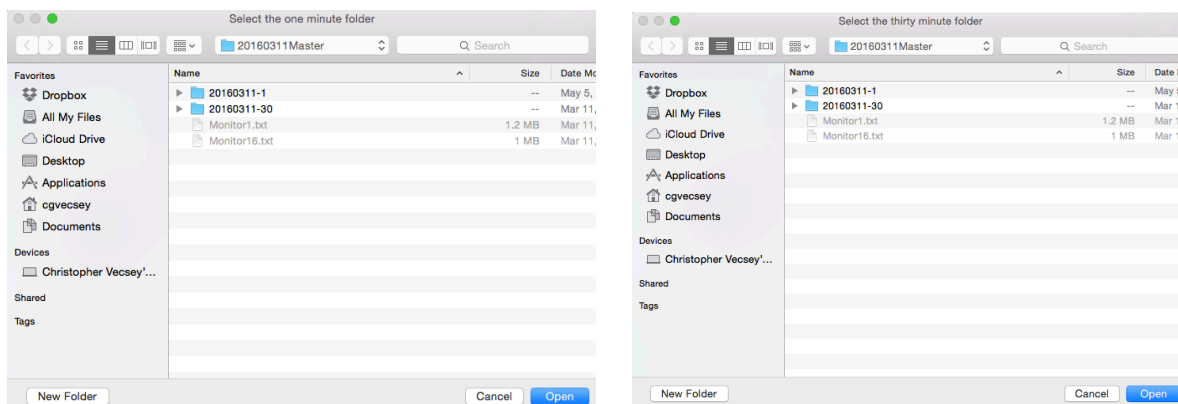 Select the one minute folder
20160311Master
Search
Favorites
Dropbox
All My Files
iCloud Drive
Desktop
Applications
cgvecsey
Documents
Devices
Christopher Vecsey'...
Shared
Tags
Name Size Date Mo
20160311-1 -- May 5,
20160311-30 -- Mar 11,
Monitor1.txt 1.2 MB Mar 11,
Monitor16.txt 1 MB Mar 11,
New Folder Cancel Open
Select the thirty minute folder
20160311Master
Search
Favorites
Dropbox
All My Files
iCloud Drive
Desktop
Applications
cgvecsey
Documents
Devices
Christopher Vecsey'...
Shared
Tags
Name Size Date
20160311-1 -- May
20160311-30 -- Mar 1
Monitor1.txt 1.2 MB Mar 1
Monitor16.txt 1 MB Mar 1
New Folder Cancel Open